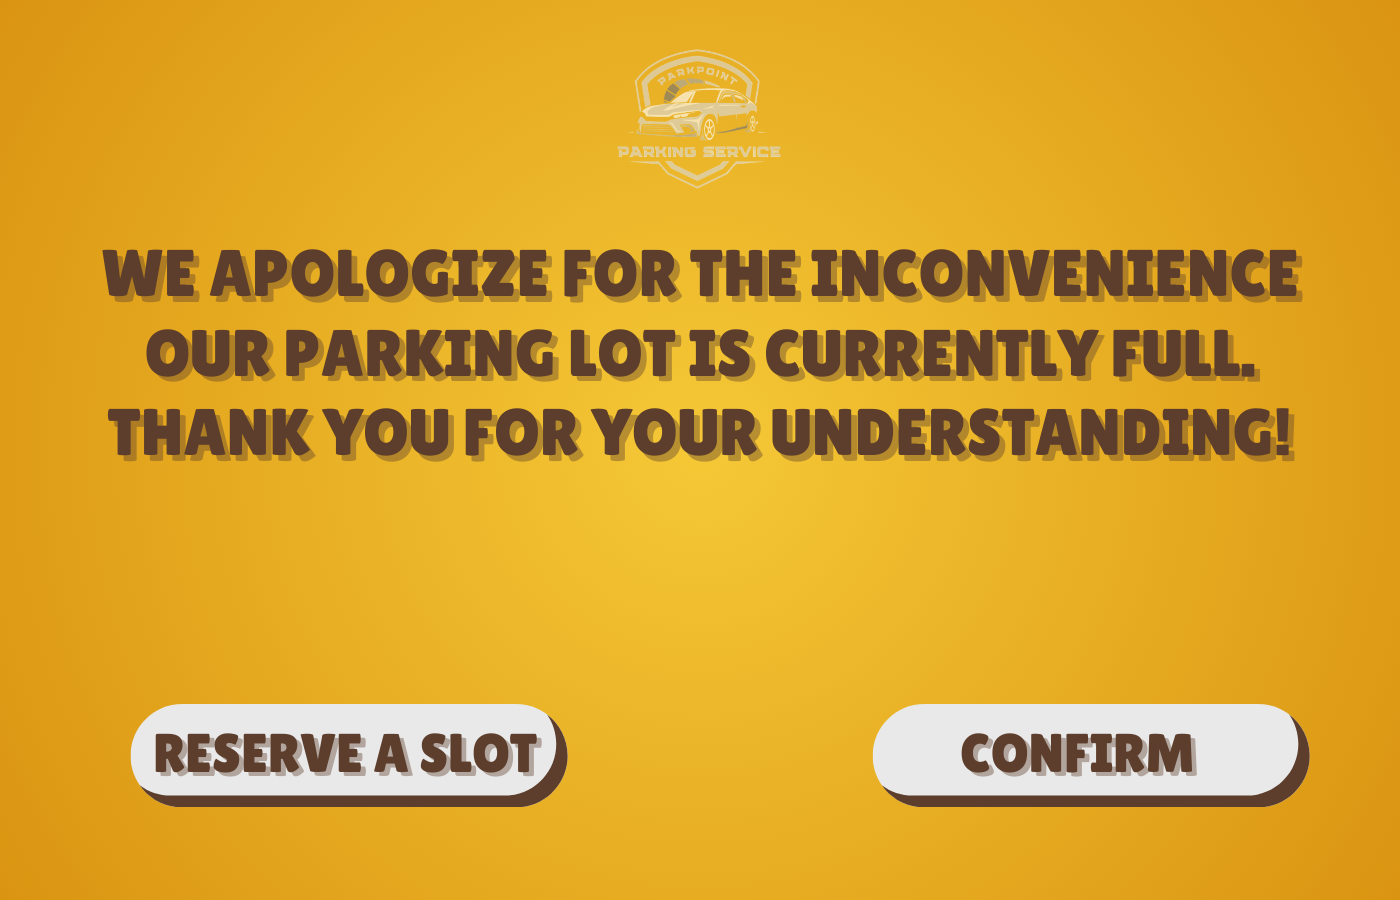 PARKPOINT
PARKING SERVICE
WE APOLOGIZE FOR THE INCONVENIENCE
OUR PARKING LOT IS CURRENTLY FULL.
THANK YOU FOR YOUR UNDERSTANDING!
RESERVE A SLOT
CONFIRM